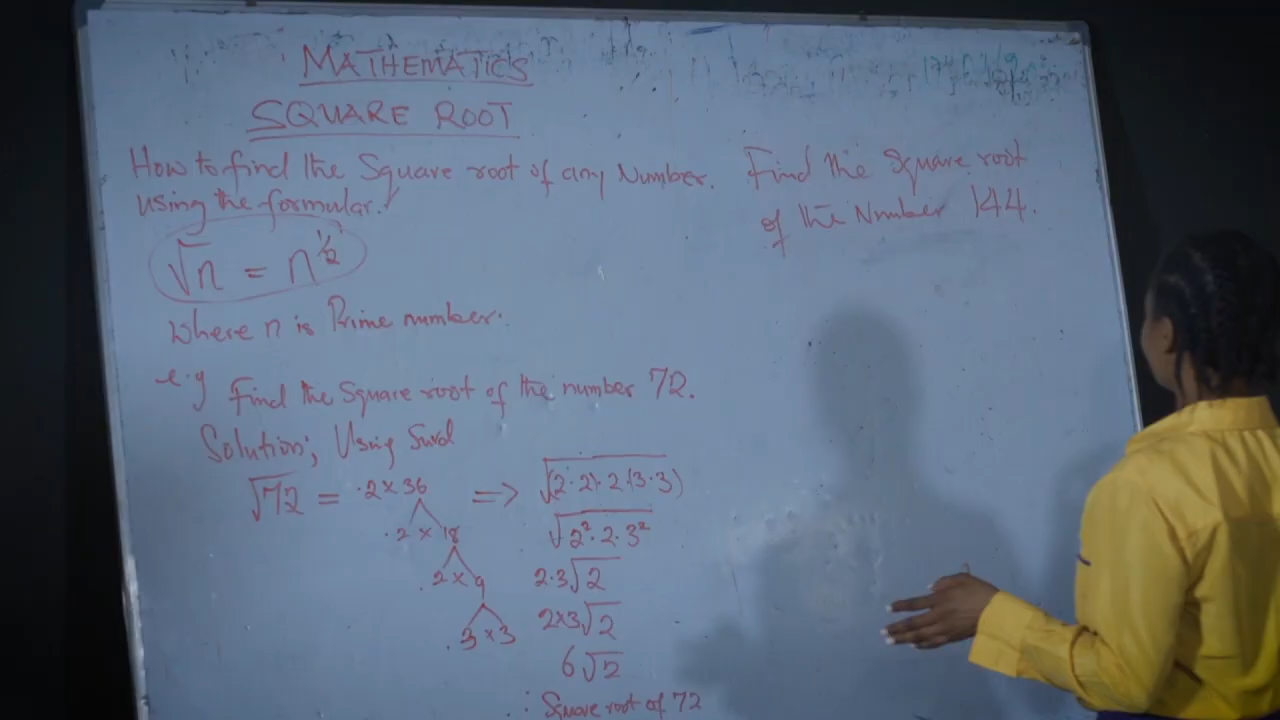 MATHEMATICS
SQUARE ROOT
How to find the Square root of any Number.
using the formular.
√n = n^1/2
Where n is Prime number.
e.g Find the Square root of the number 72.
Solution; Using Surd
√72 = 2 × 36 => √(2·2)·2·(3·3)
2 × 18
√2²·2·3²
2 × 9
2·3√2
3 × 3
2×3√2
6√2
∴ Square root of 72
Find the Square root
of the Number 144.